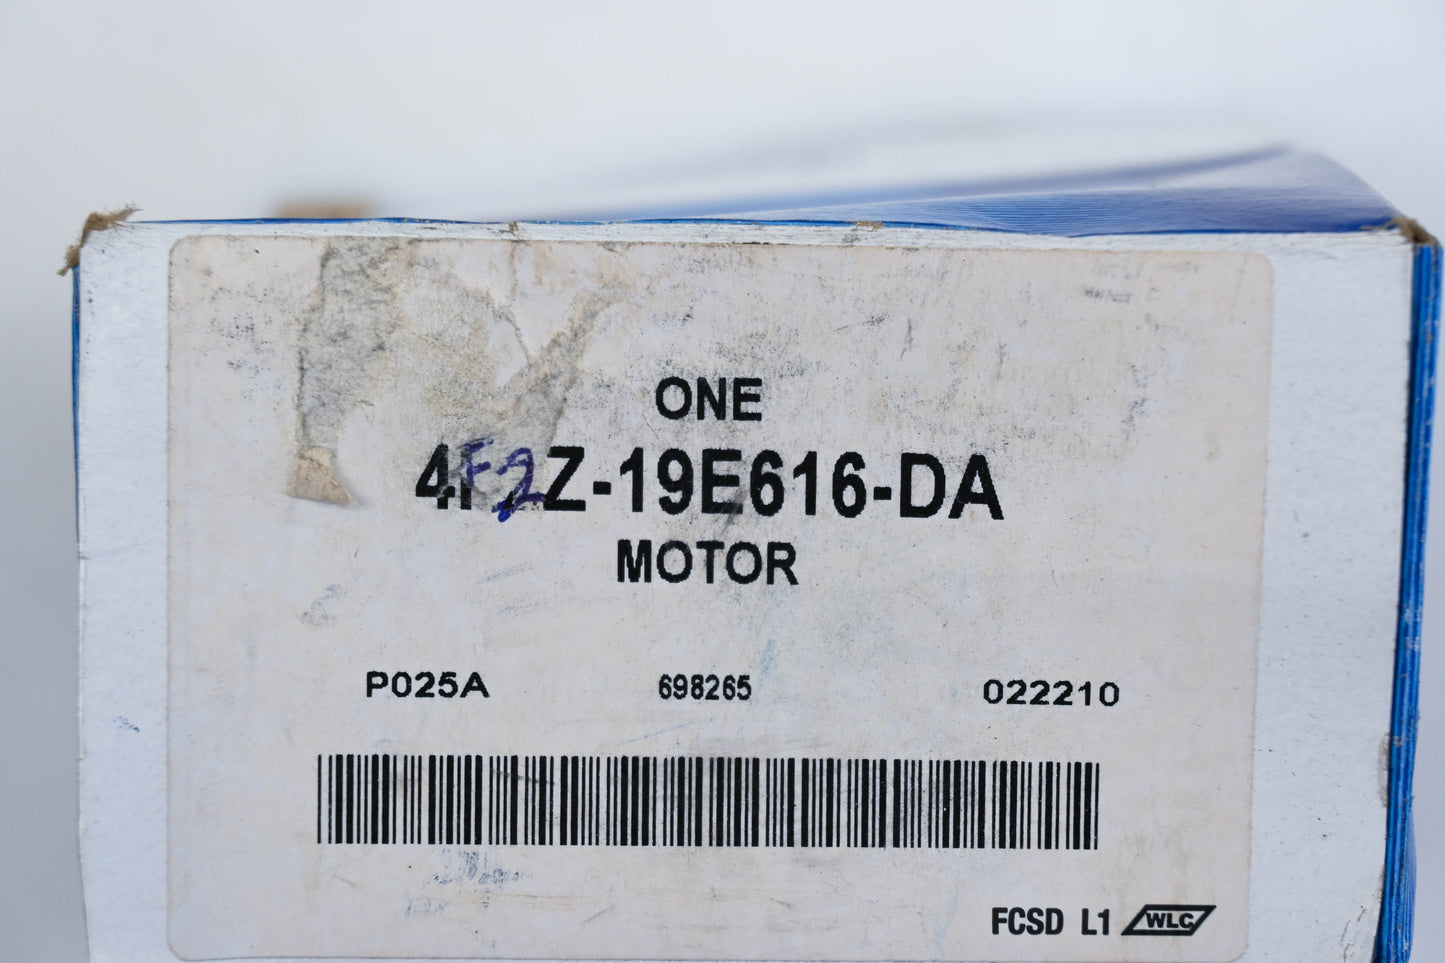 ONE
4F2Z-19E616-DA
MOTOR
P025A 698265 022210
FCSD L1 WLC